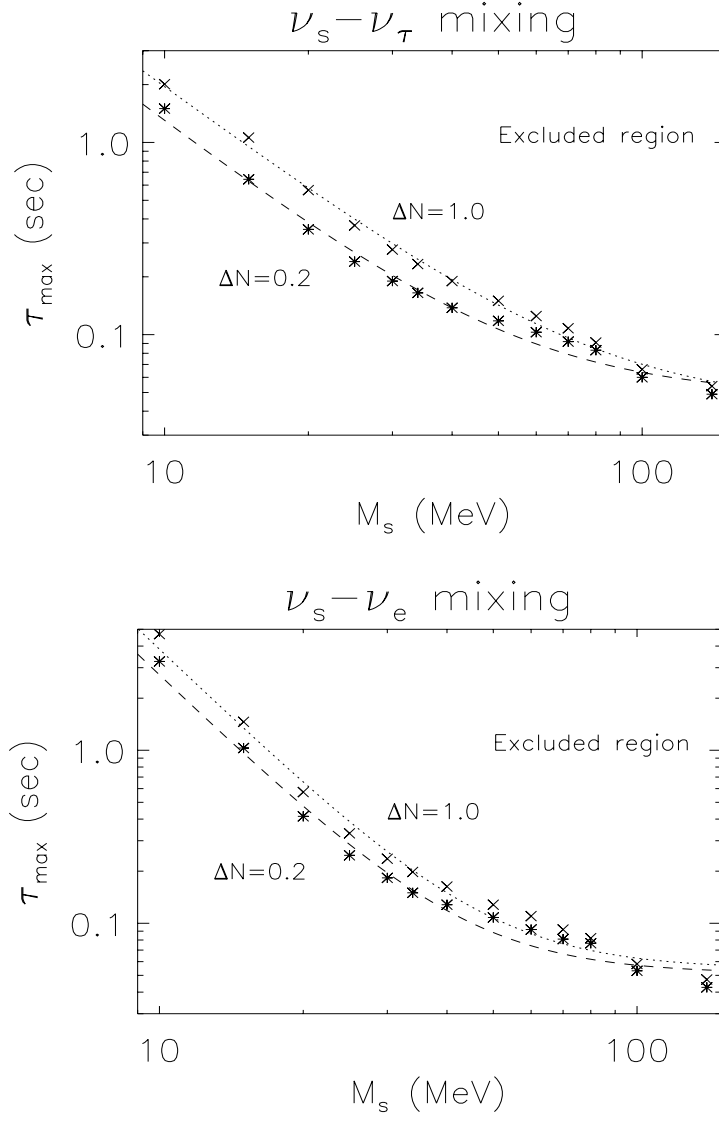 ν_s−ν_τ mixing
τ_max (sec)
1.0
0.1
Excluded region
ΔN=1.0
ΔN=0.2
10 100
M_s (MeV)
ν_s−ν_e mixing
τ_max (sec)
1.0
0.1
Excluded region
ΔN=1.0
ΔN=0.2
10 100
M_s (MeV)